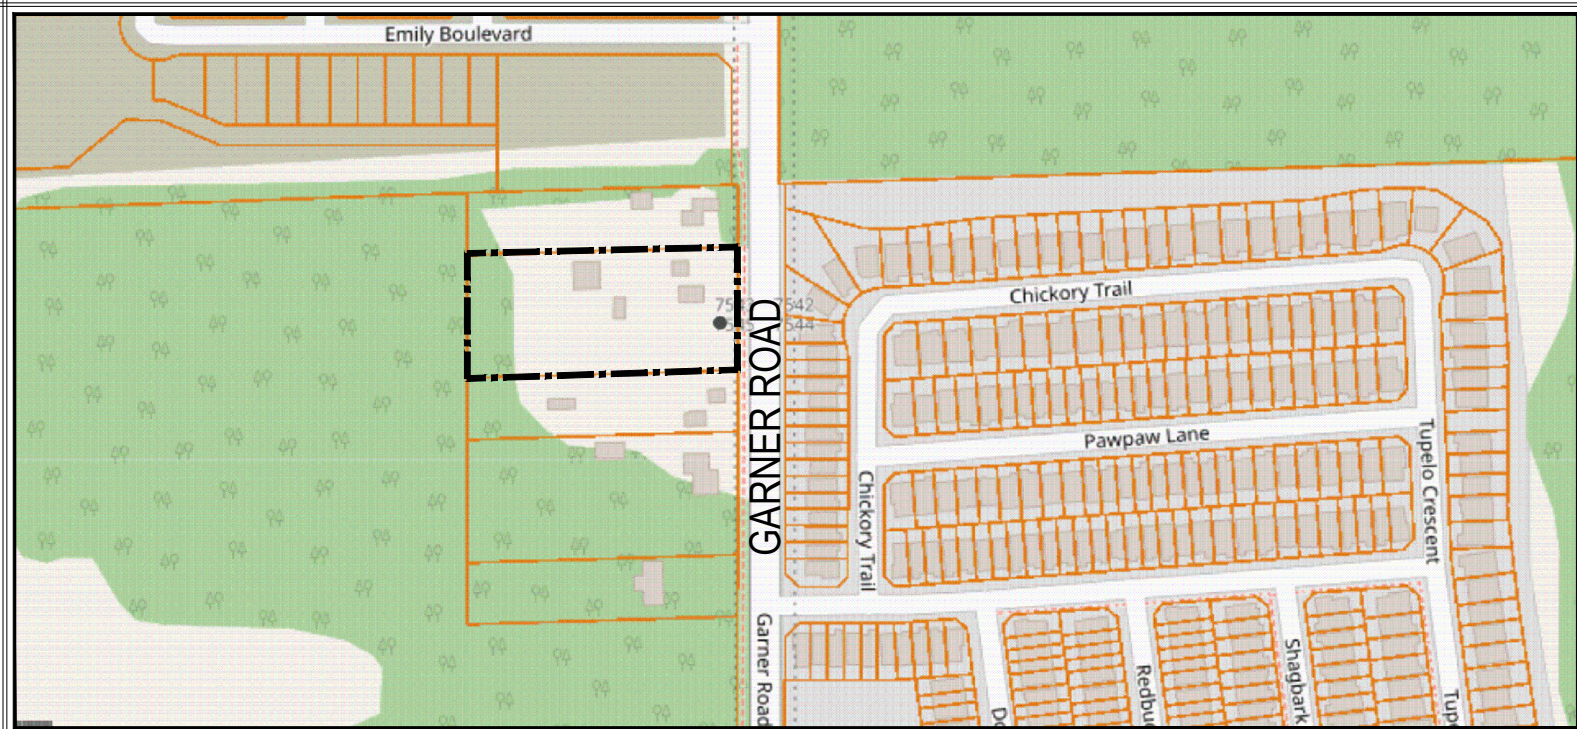 Emily Boulevard
Chickory Trail
7542
7544
GARNER ROAD
Pawpaw Lane
Tupelo Crescent
Chickory Trail
Garner Road
Shagbark